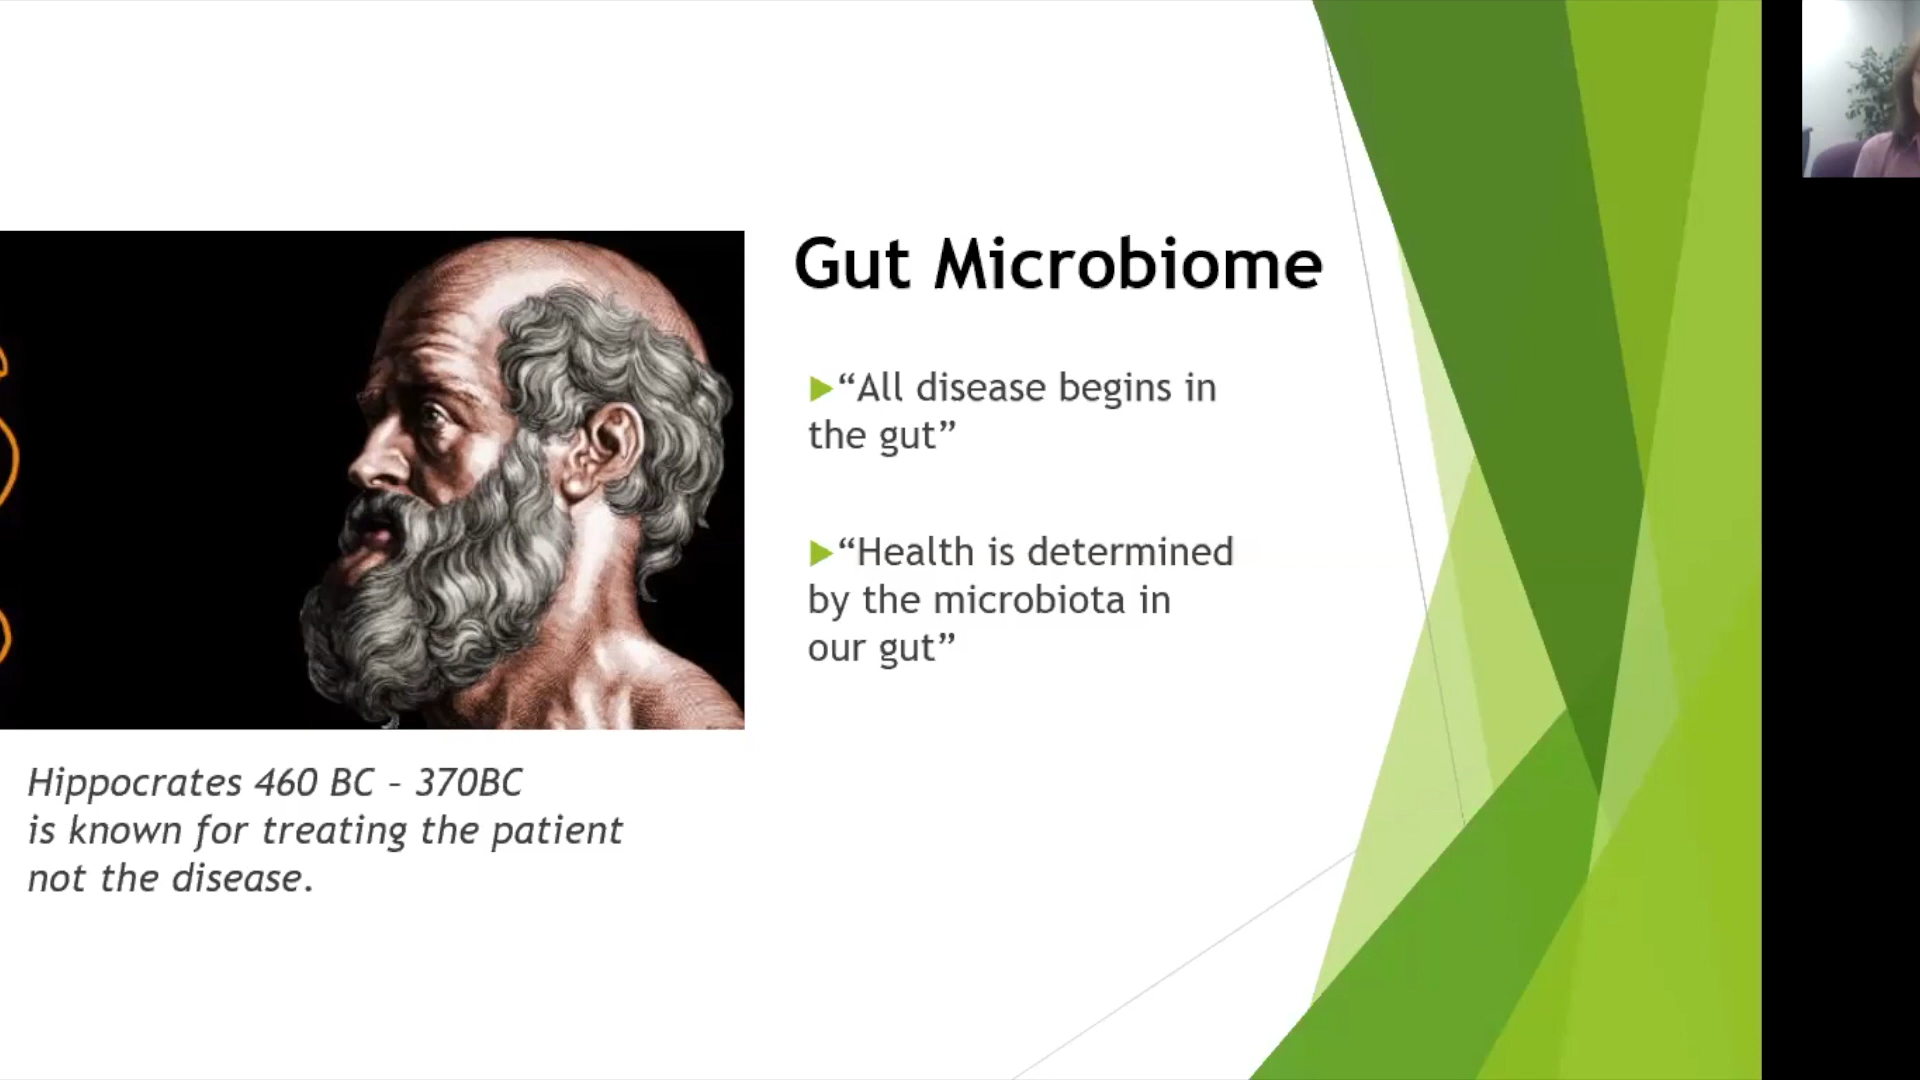 Gut Microbiome
“All disease begins in
the gut”
“Health is determined
by the microbiota in
our gut”
Hippocrates 460 BC – 370BC
is known for treating the patient
not the disease.